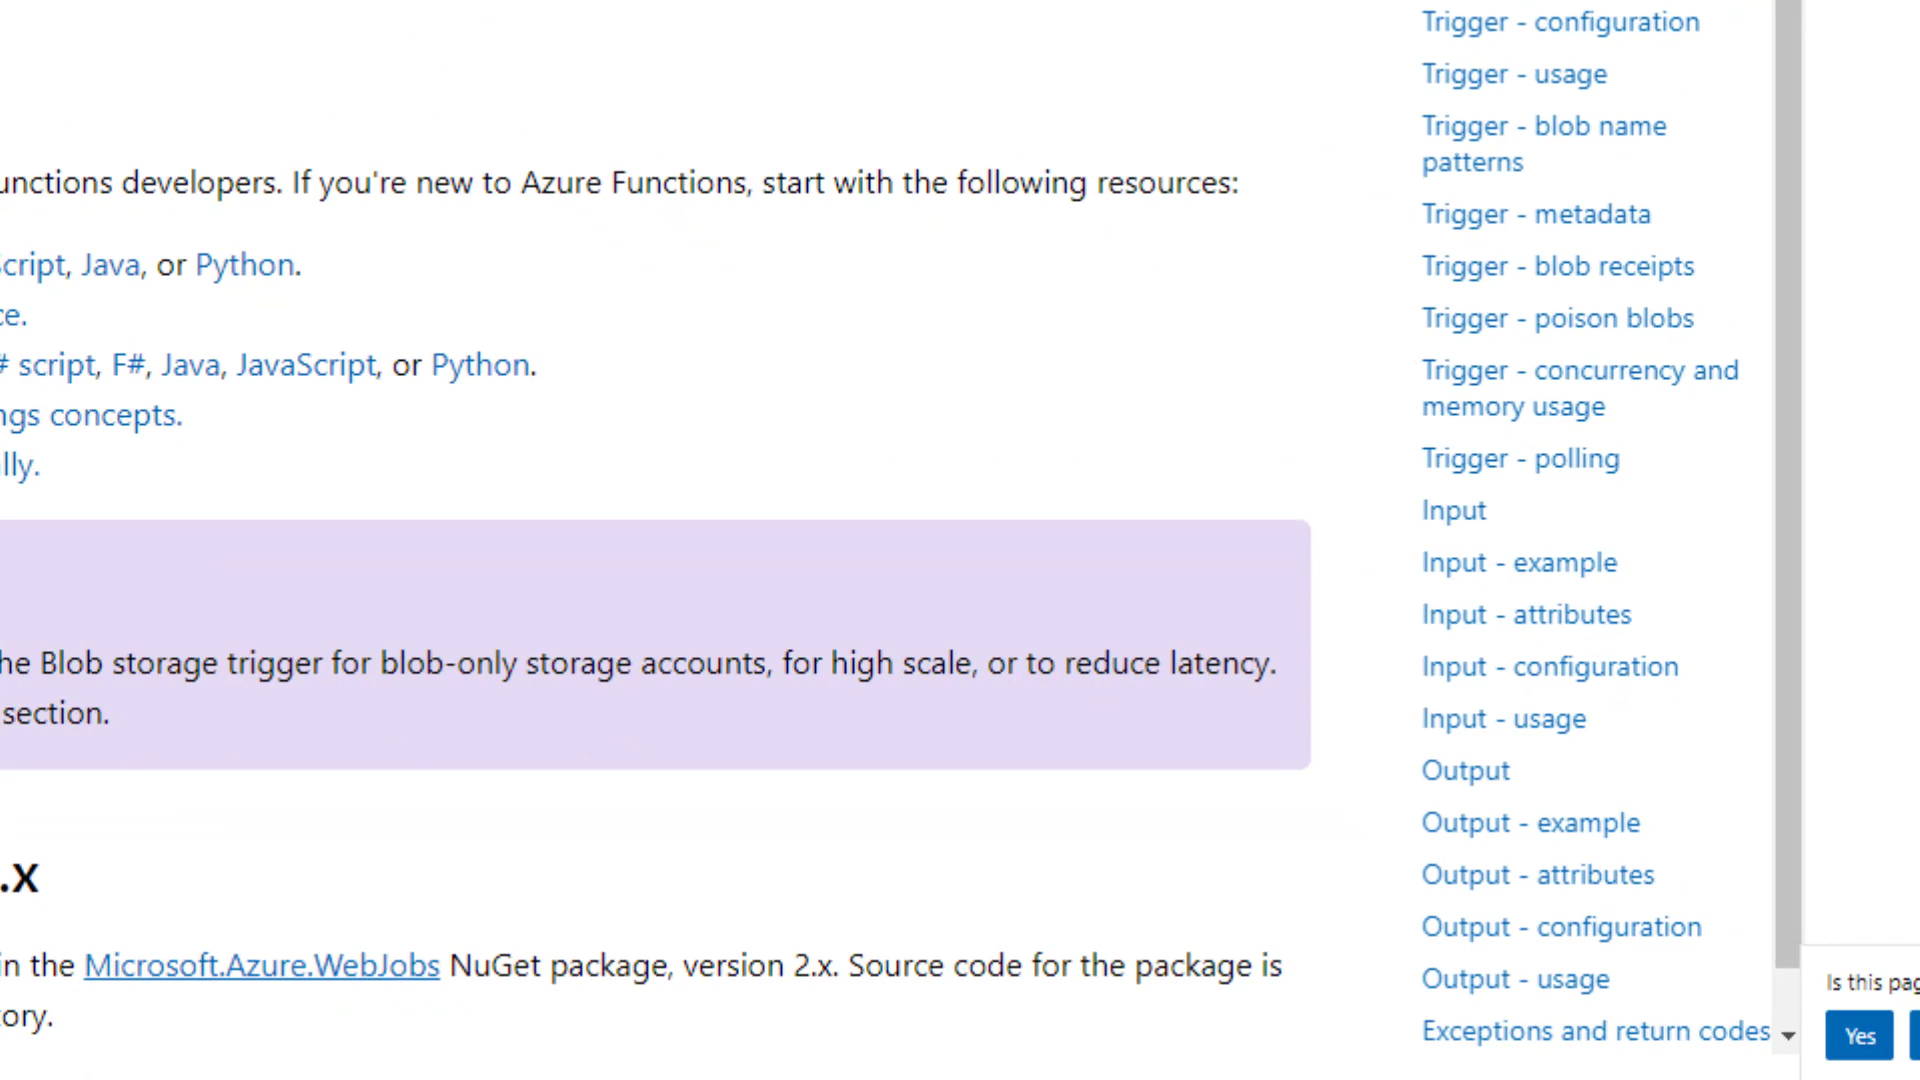 unctions developers. If you're new to Azure Functions, start with the following resources:
cript, Java, or Python.
ce.
# script, F#, Java, JavaScript, or Python.
ngs concepts.
lly.
he Blob storage trigger for blob-only storage accounts, for high scale, or to reduce latency.
section.
.x
in the Microsoft.Azure.WebJobs NuGet package, version 2.x. Source code for the package is
tory.
Trigger - configuration
Trigger - usage
Trigger - blob name
patterns
Trigger - metadata
Trigger - blob receipts
Trigger - poison blobs
Trigger - concurrency and
memory usage
Trigger - polling
Input
Input - example
Input - attributes
Input - configuration
Input - usage
Output
Output - example
Output - attributes
Output - configuration
Output - usage
Exceptions and return codes
Is this pag
Yes